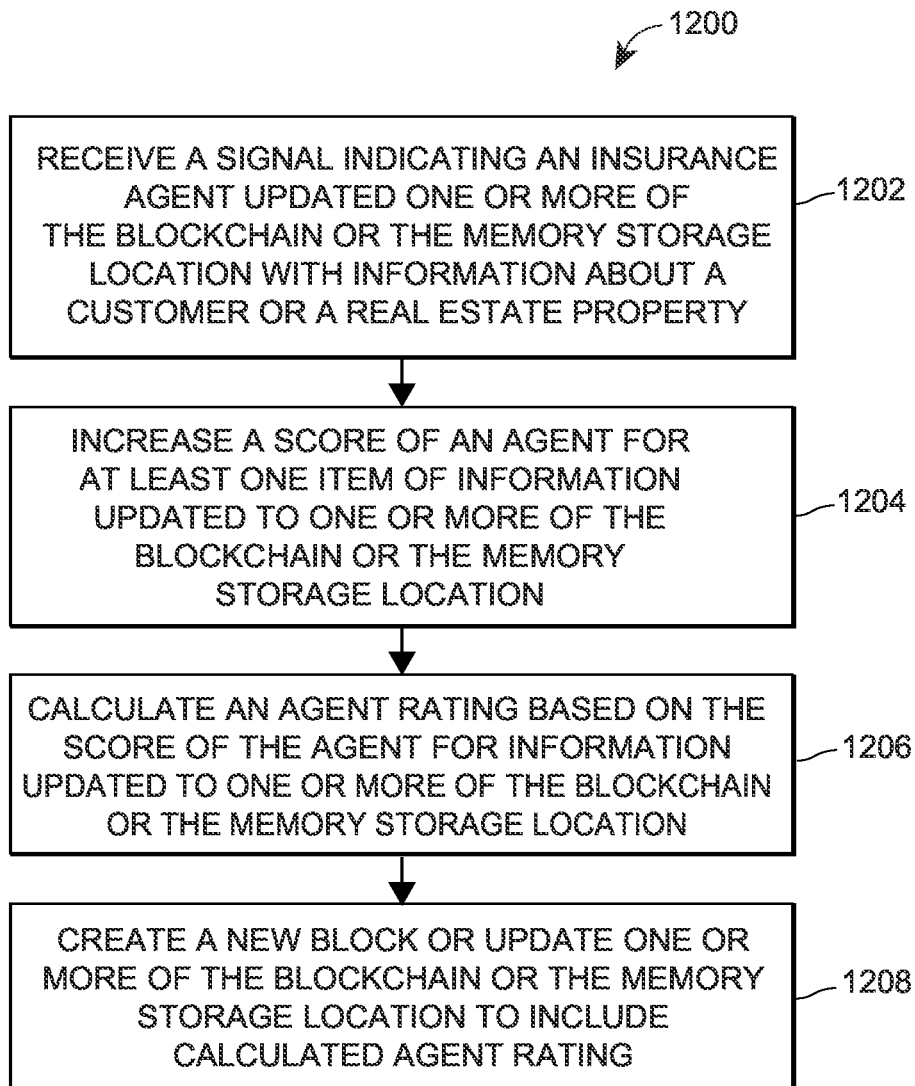 1200
RECEIVE A SIGNAL INDICATING AN INSURANCE
AGENT UPDATED ONE OR MORE OF
THE BLOCKCHAIN OR THE MEMORY STORAGE
LOCATION WITH INFORMATION ABOUT A
CUSTOMER OR A REAL ESTATE PROPERTY
1202
INCREASE A SCORE OF AN AGENT FOR
AT LEAST ONE ITEM OF INFORMATION
UPDATED TO ONE OR MORE OF THE
BLOCKCHAIN OR THE MEMORY
STORAGE LOCATION
1204
CALCULATE AN AGENT RATING BASED ON THE
SCORE OF THE AGENT FOR INFORMATION
UPDATED TO ONE OR MORE OF THE BLOCKCHAIN
OR THE MEMORY STORAGE LOCATION
1206
CREATE A NEW BLOCK OR UPDATE ONE OR
MORE OF THE BLOCKCHAIN OR THE MEMORY
STORAGE LOCATION TO INCLUDE
CALCULATED AGENT RATING
1208